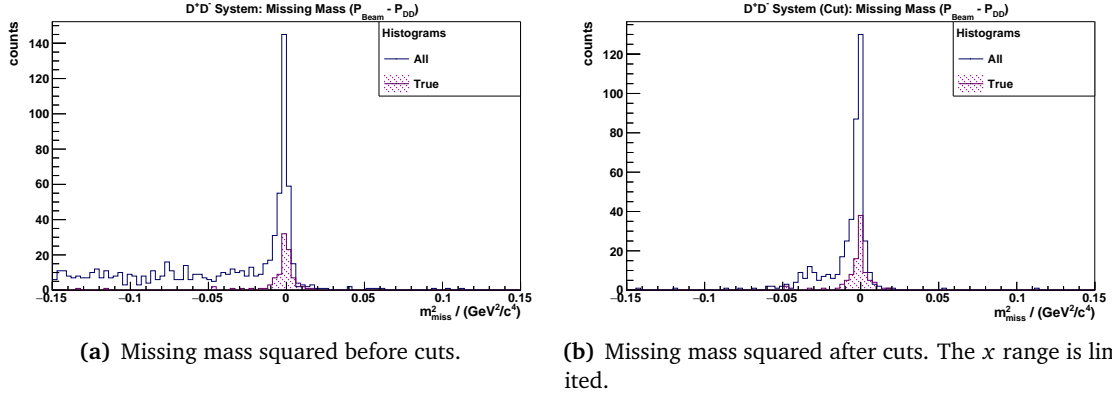 D⁺D⁻ System: Missing Mass (P_Beam - P_DD)
counts
Histograms
All
True
140
120
100
80
60
40
20
0
−0.15 −0.1 −0.05 0 0.05 0.1 0.15
m²_miss / (GeV²/c⁴)
(a) Missing mass squared before cuts.
D⁺D⁻ System (Cut): Missing Mass (P_Beam - P_DD)
counts
Histograms
All
True
120
100
80
60
40
20
0
−0.15 −0.1 −0.05 0 0.05 0.1 0.15
m²_miss / (GeV²/c⁴)
(b) Missing mass squared after cuts. The x range is lim
ited.